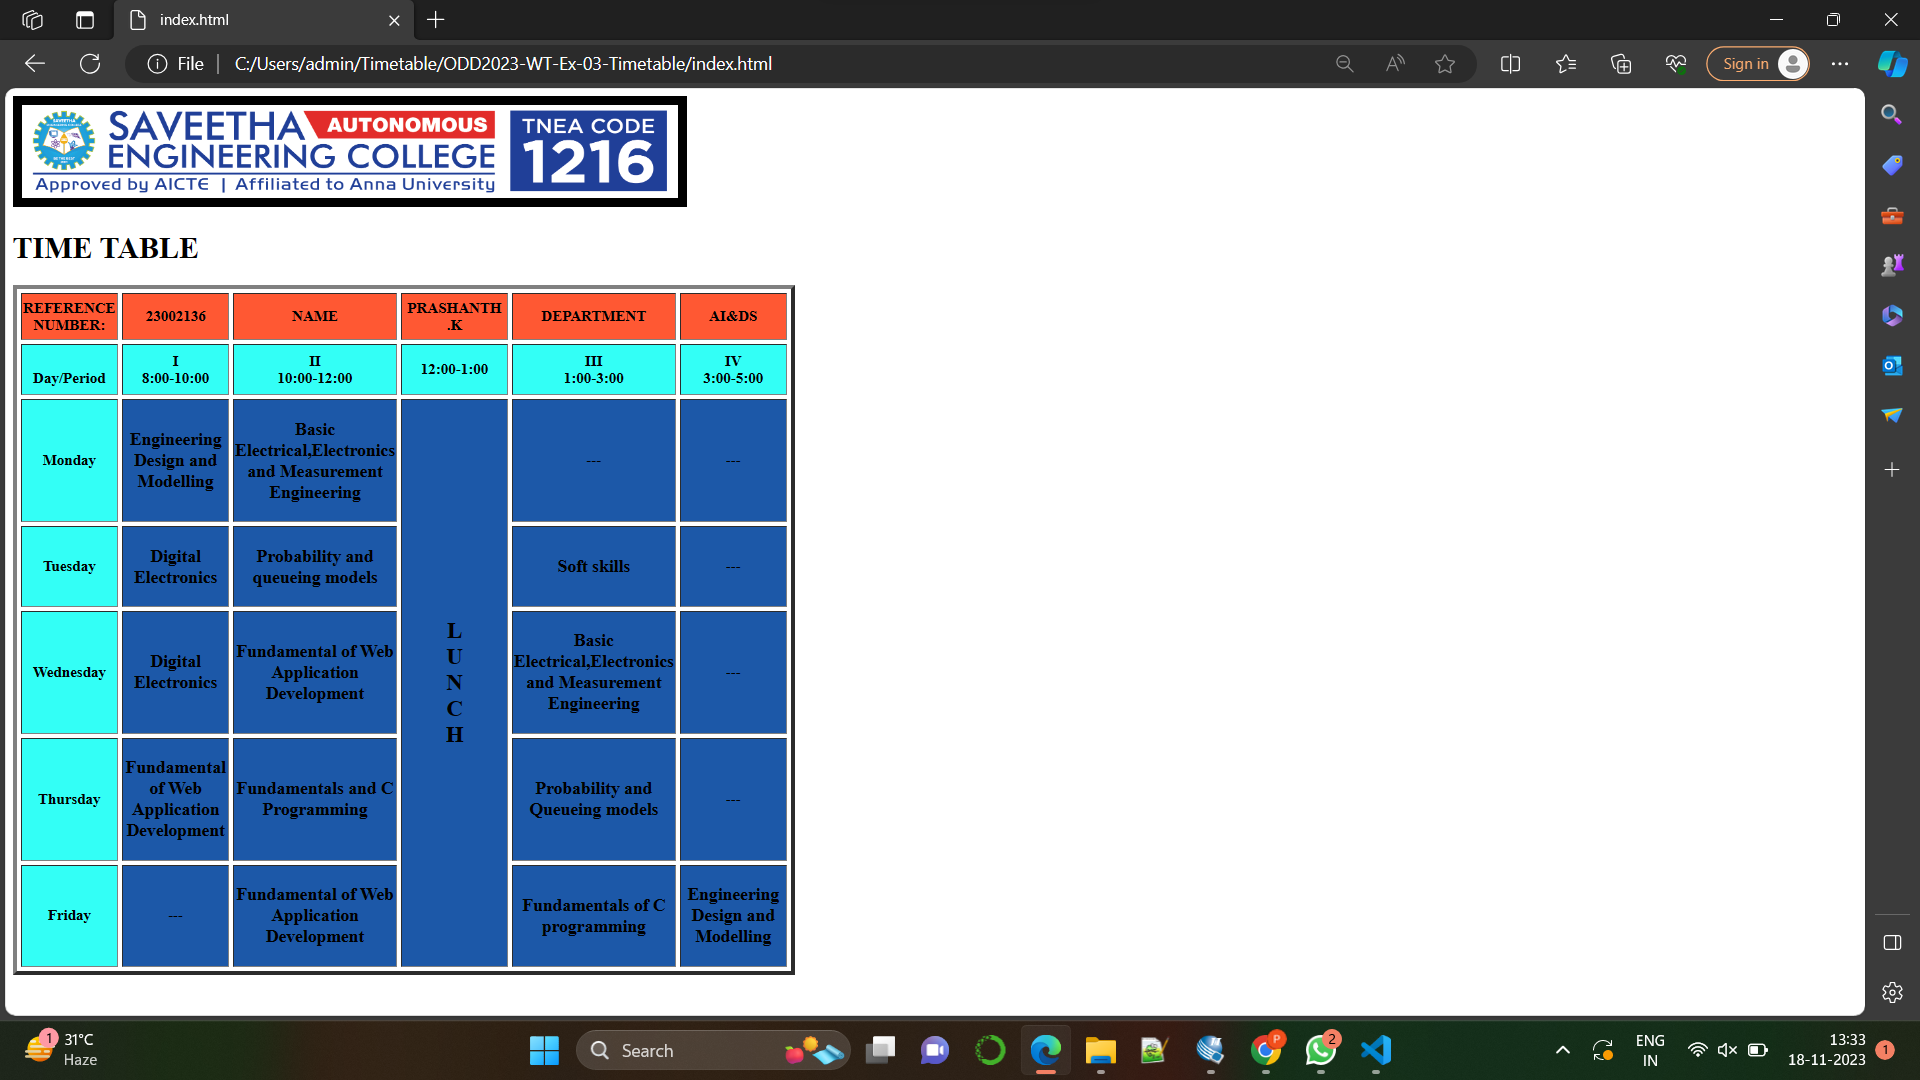 index.html
File
C:/Users/admin/Timetable/ODD2023-WT-Ex-03-Timetable/index.html
Sign in
SAVEETHA AUTONOMOUS
ENGINEERING COLLEGE
Approved by AICTE | Affiliated to Anna University
TNEA CODE
1216
TIME TABLE
REFERENCE
NUMBER:
23002136
NAME
PRASHANTH
.K
DEPARTMENT
AI&DS
Day/Period
I
8:00-10:00
II
10:00-12:00
12:00-1:00
III
1:00-3:00
IV
3:00-5:00
Monday
Engineering
Design and
Modelling
Basic
Electrical,Electronics
and Measurement
Engineering
L
U
N
C
H
---
---
Tuesday
Digital
Electronics
Probability and
queueing models
Soft skills
---
Wednesday
Digital
Electronics
Fundamental of Web
Application
Development
Basic
Electrical,Electronics
and Measurement
Engineering
---
Thursday
Fundamental
of Web
Application
Development
Fundamentals and C
Programming
Probability and
Queueing models
---
Friday
---
Fundamental of Web
Application
Development
Fundamentals of C
programming
Engineering
Design and
Modelling
1
31°C
Haze
Search
P
2
ENG
IN
13:33
18-11-2023
1